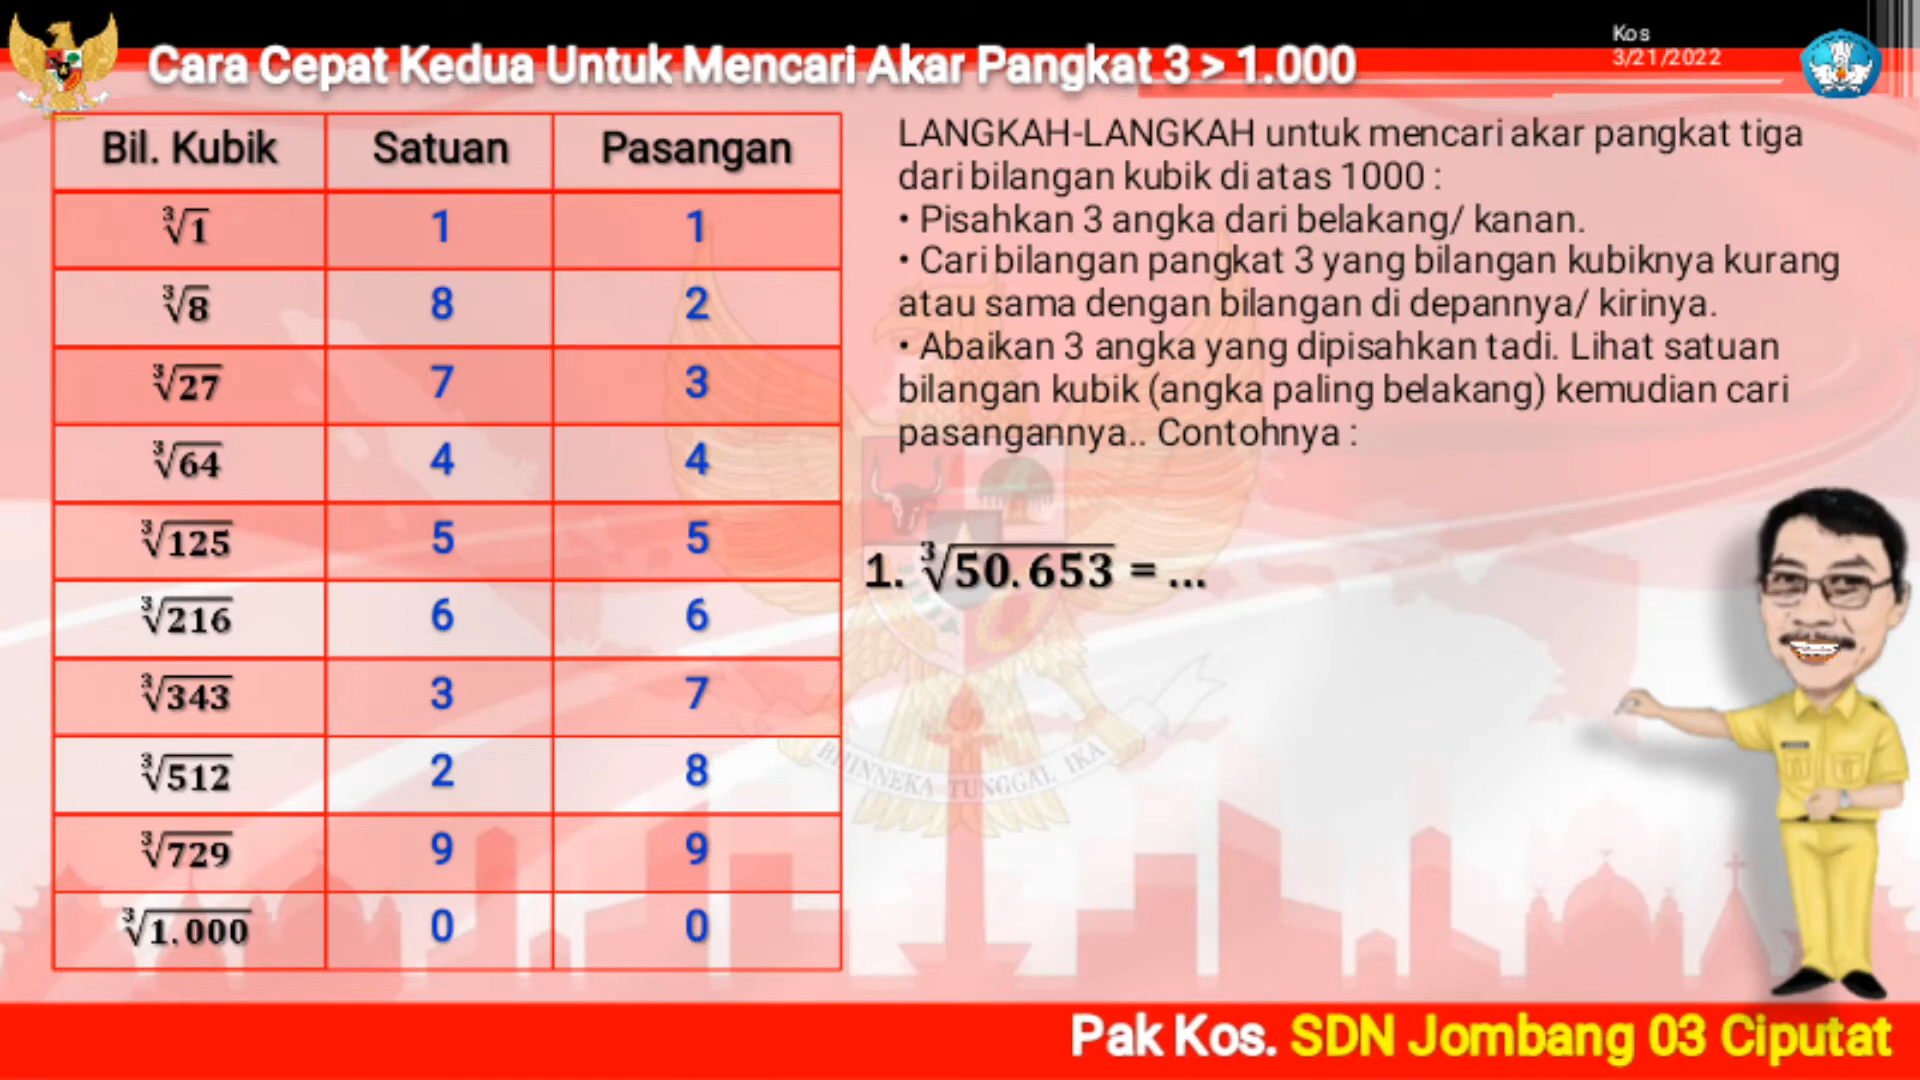 Kos
3/21/2022
Cara Cepat Kedua Untuk Mencari Akar Pangkat 3 > 1.000
Bil. Kubik Satuan Pasangan
∛1 1 1
∛8 8 2
∛27 7 3
∛64 4 4
∛125 5 5
∛216 6 6
∛343 3 7
∛512 2 8
∛729 9 9
∛1.000 0 0
LANGKAH-LANGKAH untuk mencari akar pangkat tiga
dari bilangan kubik di atas 1000 :
• Pisahkan 3 angka dari belakang/ kanan.
• Cari bilangan pangkat 3 yang bilangan kubiknya kurang
atau sama dengan bilangan di depannya/ kirinya.
• Abaikan 3 angka yang dipisahkan tadi. Lihat satuan
bilangan kubik (angka paling belakang) kemudian cari
pasangannya.. Contohnya :
1. ∛50.653 = ...
BHINNEKA TUNGGAL IKA
Pak Kos. SDN Jombang 03 Ciputat